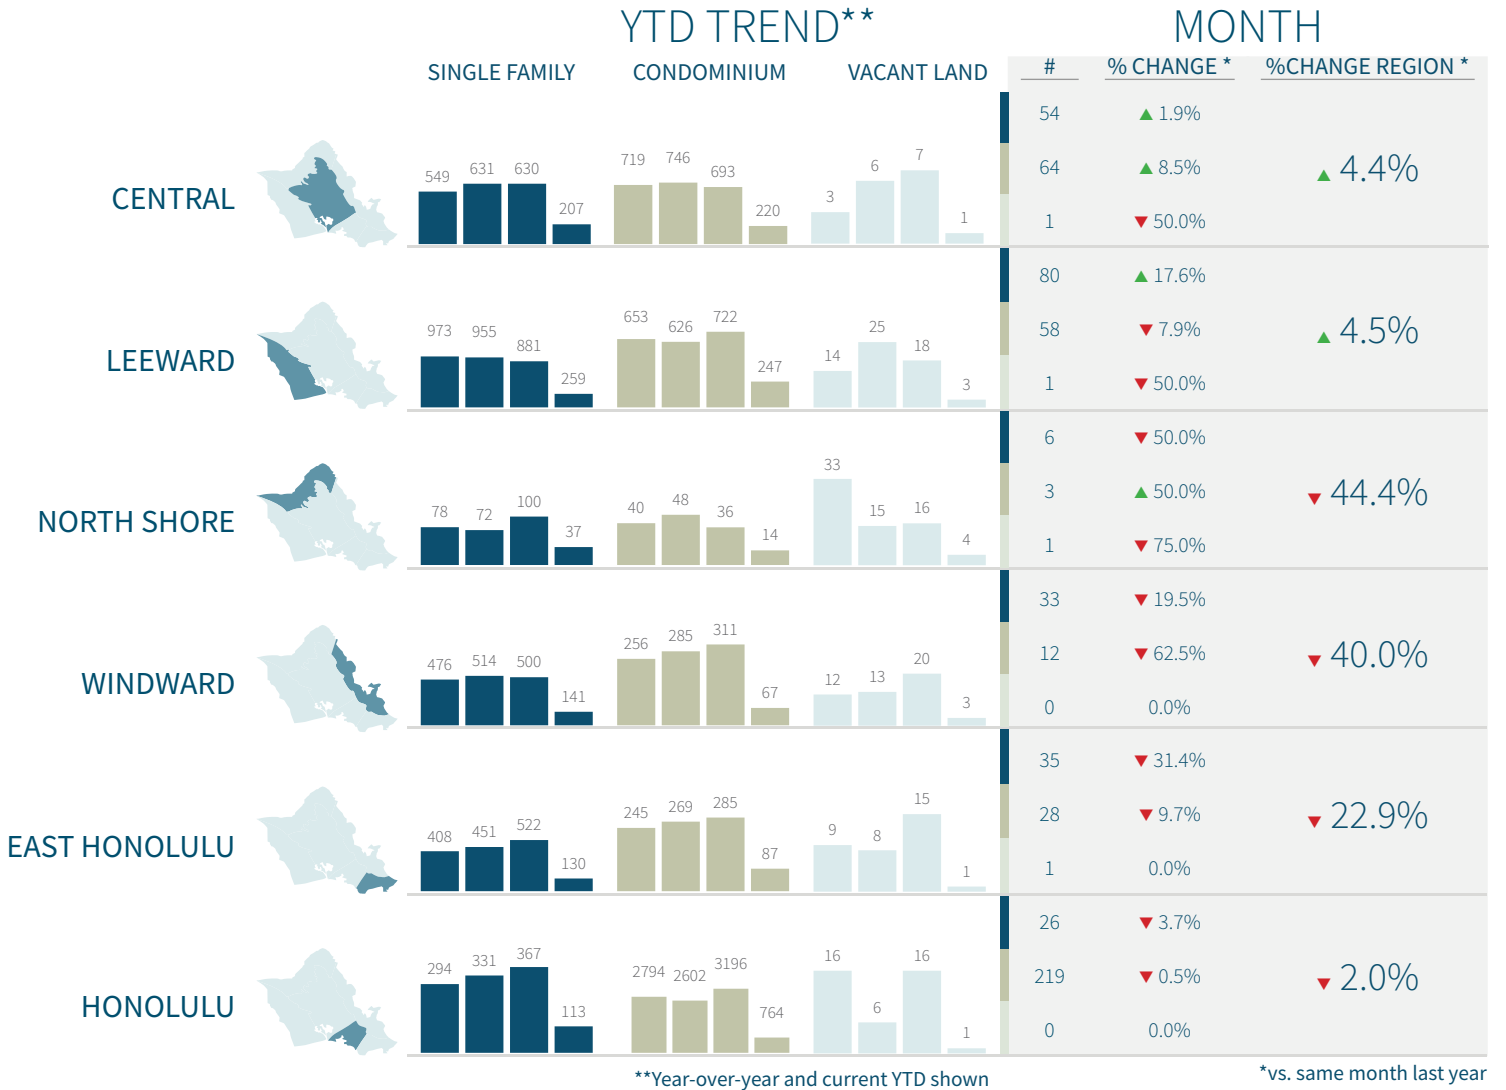 YTD TREND** MONTH
SINGLE FAMILY CONDOMINIUM VACANT LAND # % CHANGE * %CHANGE REGION *
CENTRAL
549 631 630 207
719 746 693 220
3 6 7 1
54 ▲ 1.9%
64 ▲ 8.5%
1 ▼ 50.0%
▲ 4.4%
LEEWARD
973 955 881 259
653 626 722 247
14 25 18 3
80 ▲ 17.6%
58 ▼ 7.9%
1 ▼ 50.0%
▲ 4.5%
NORTH SHORE
78 72 100 37
40 48 36 14
33 15 16 4
6 ▼ 50.0%
3 ▲ 50.0%
1 ▼ 75.0%
▼ 44.4%
WINDWARD
476 514 500 141
256 285 311 67
12 13 20 3
33 ▼ 19.5%
12 ▼ 62.5%
0 0.0%
▼ 40.0%
EAST HONOLULU
408 451 522 130
245 269 285 87
9 8 15 1
35 ▼ 31.4%
28 ▼ 9.7%
1 0.0%
▼ 22.9%
HONOLULU
294 331 367 113
2794 2602 3196 764
16 6 16 1
26 ▼ 3.7%
219 ▼ 0.5%
0 0.0%
▼ 2.0%
**Year-over-year and current YTD shown
*vs. same month last year